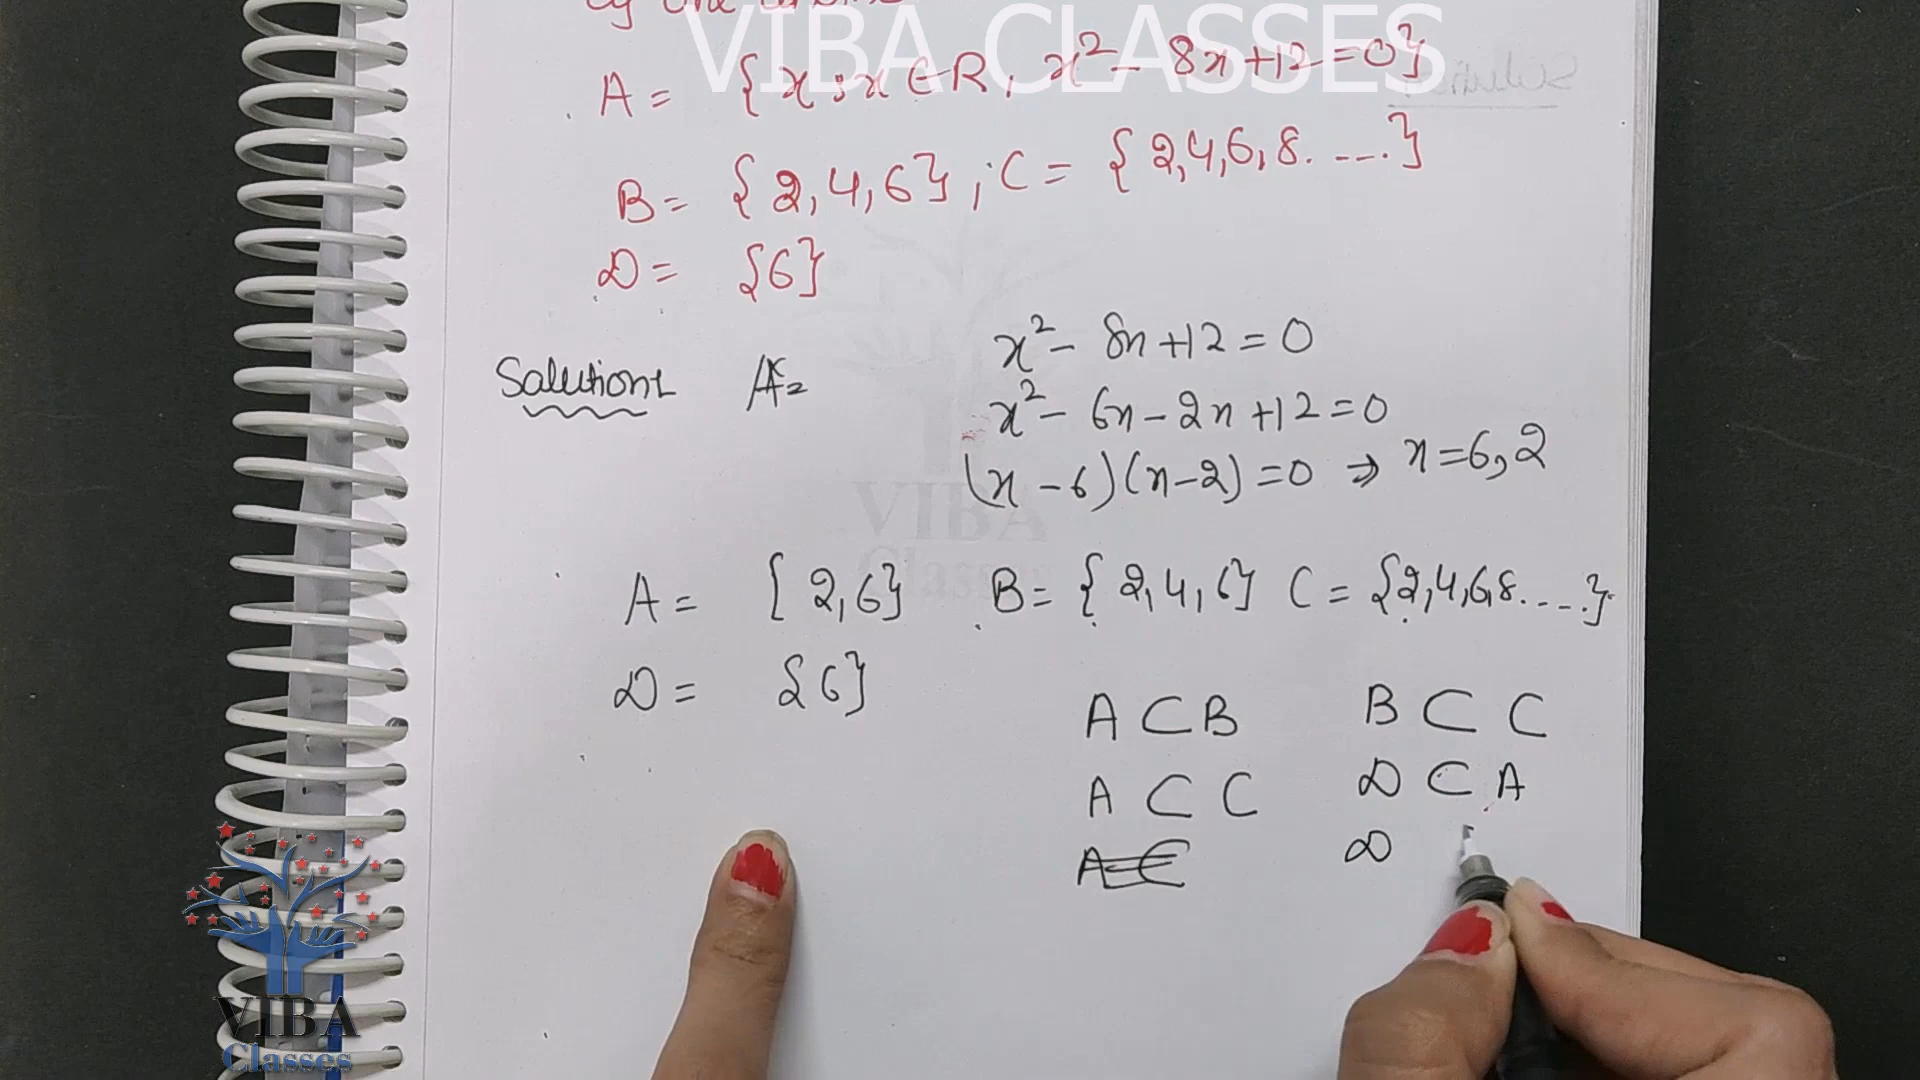 VIBA CLASSES
A = {x : x ∈ R, x² - 8x + 12 = 0}
B = {2, 4, 6} ; C = {2, 4, 6, 8. ....}
D = {6}
Solution A =
x² - 8x + 12 = 0
x² - 6x - 2x + 12 = 0
(x - 6)(x - 2) = 0 ⇒ x = 6, 2
A = { 2, 6} B = { 2, 4, 6} C = {2, 4, 6, 8. ....}
D = {6}
A ⊂ B B ⊂ C
A ⊂ C D ⊂ A
D
VIBA
Classes